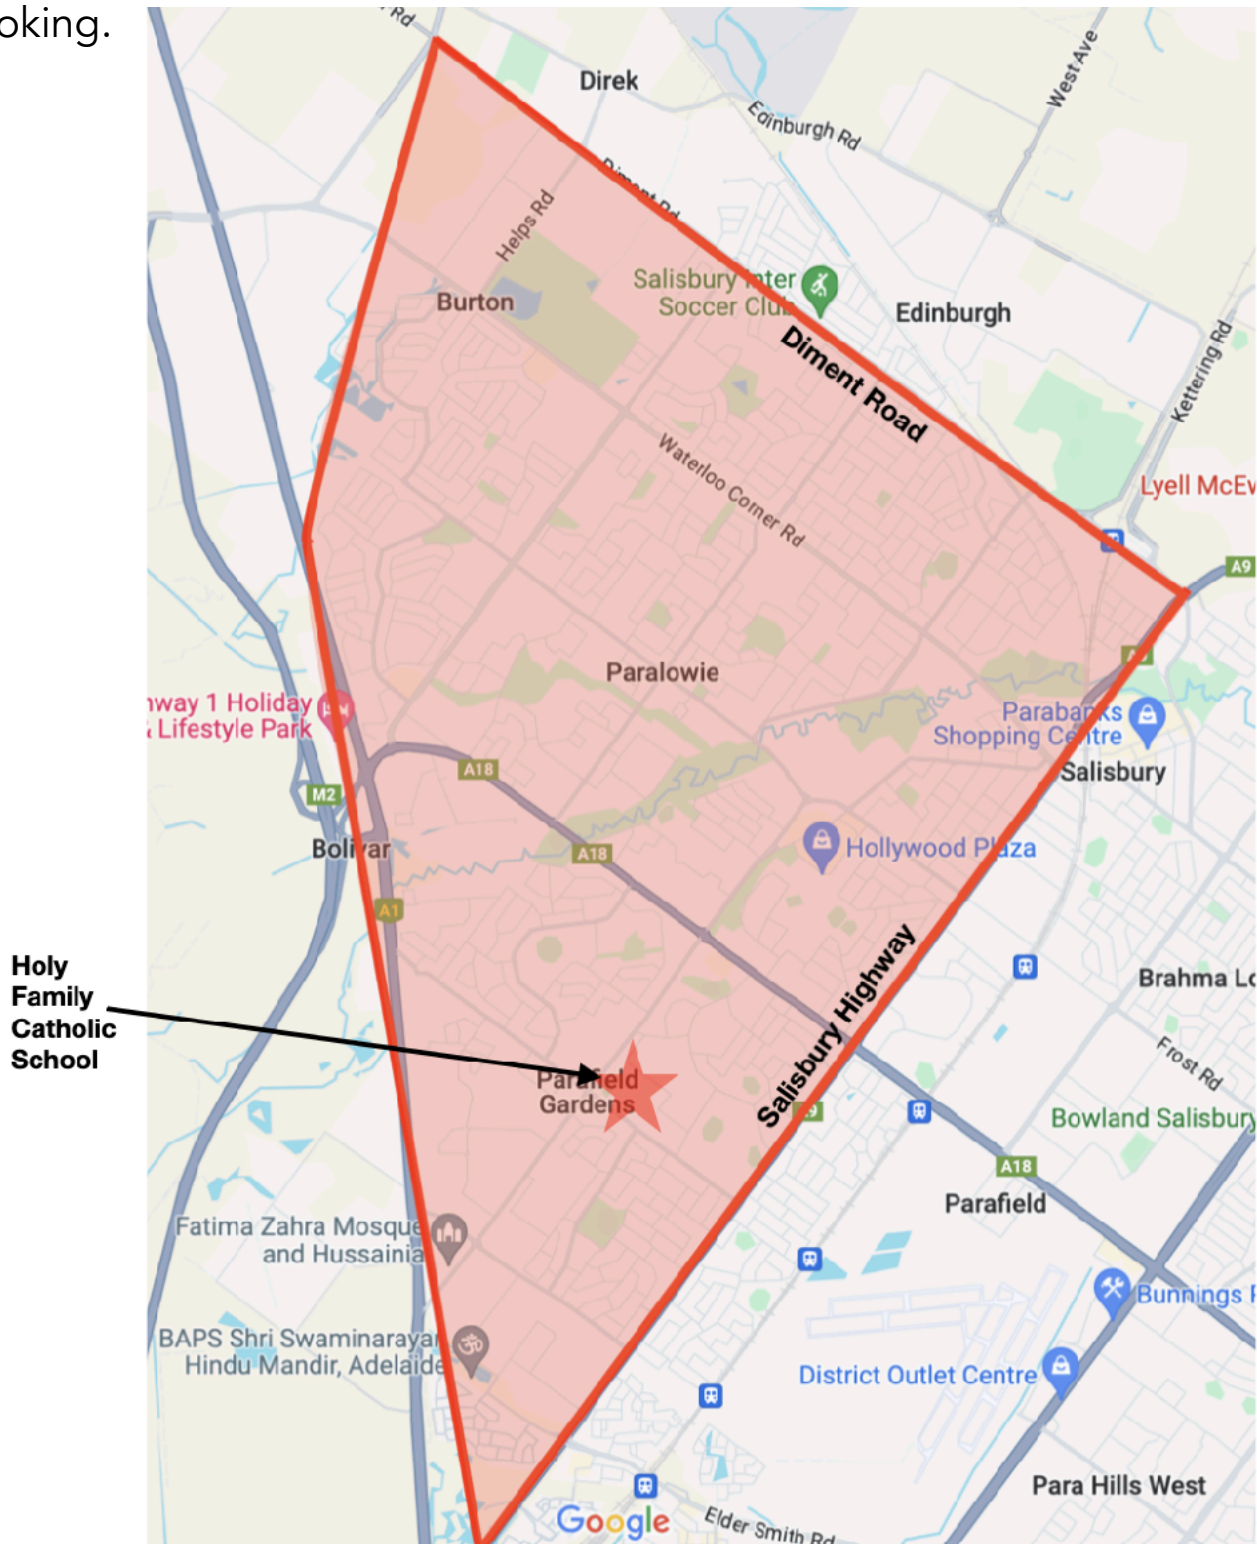 oking.
Rd
Direk
West Ave
Edinburgh Rd
Diment Rd
Helps Rd
Burton
Salisbury Inter
Soccer Club
Edinburgh
Diment Road
Kettering Rd
Waterloo Corner Rd
Lyell McEv
A9
Paralowie
nway 1 Holiday
& Lifestyle Park
Parabanks
Shopping Centre
Salisbury
A18
M2
Bolivar
A18
Hollywood Plaza
A1
Salisbury Highway
Holy
Family
Catholic
School
Brahma Lo
Frost Rd
Parafield
Gardens
Bowland Salisbury
A18
Parafield
Fatima Zahra Mosque
and Hussainia
Bunnings P
BAPS Shri Swaminarayan
Hindu Mandir, Adelaide
District Outlet Centre
Para Hills West
Google
Elder Smith Rd